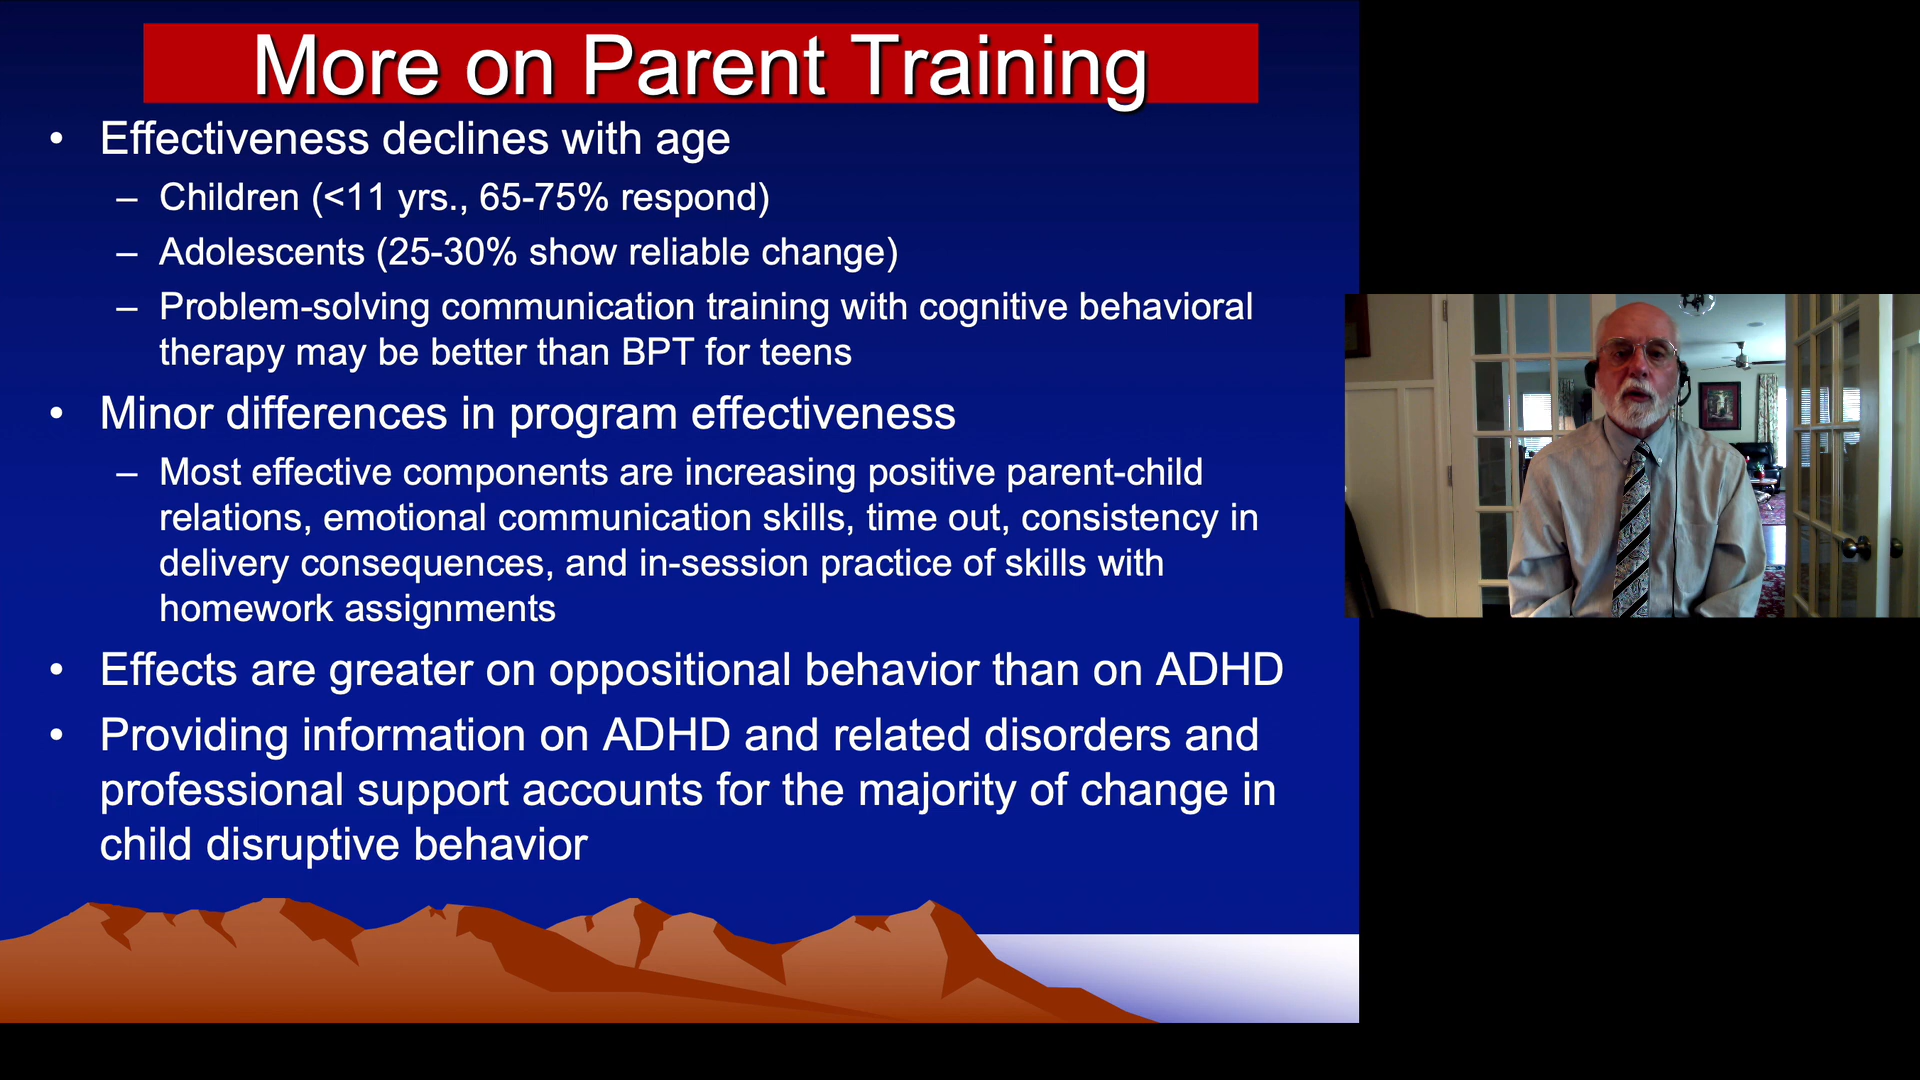 More on Parent Training
• Effectiveness declines with age
– Children (<11 yrs., 65-75% respond)
– Adolescents (25-30% show reliable change)
– Problem-solving communication training with cognitive behavioral
therapy may be better than BPT for teens
• Minor differences in program effectiveness
– Most effective components are increasing positive parent-child
relations, emotional communication skills, time out, consistency in
delivery consequences, and in-session practice of skills with
homework assignments
• Effects are greater on oppositional behavior than on ADHD
• Providing information on ADHD and related disorders and
professional support accounts for the majority of change in
child disruptive behavior